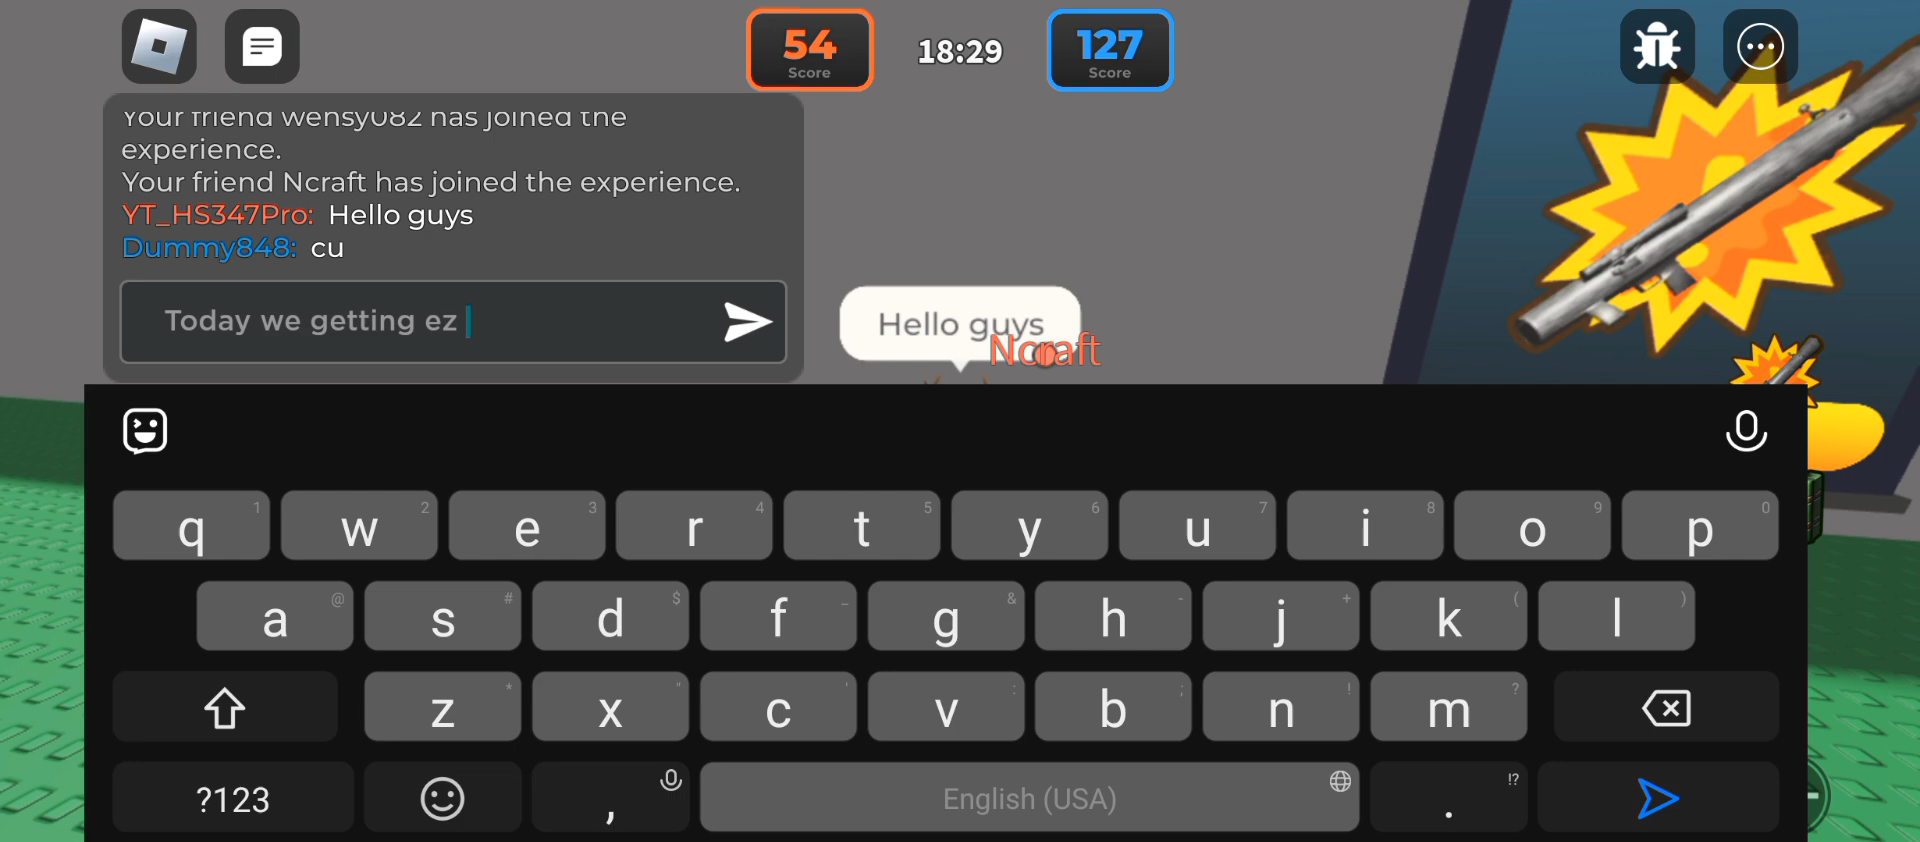 54
Score
18:29
127
Score
Your friend wensy082 has joined the
experience.
Your friend Ncraft has joined the experience.
YT_HS347Pro: Hello guys
Dummy848: cu
Today we getting ez
Hello guys
Ncraft
q 1 w 2 e 3 r 4 t 5 y 6 u 7 i 8 o 9 p 0
a @ s # d $ f _ g & h - j + k ( l )
z * x " c ' v : b ; n ! m ?
?123 , English (USA) . !?